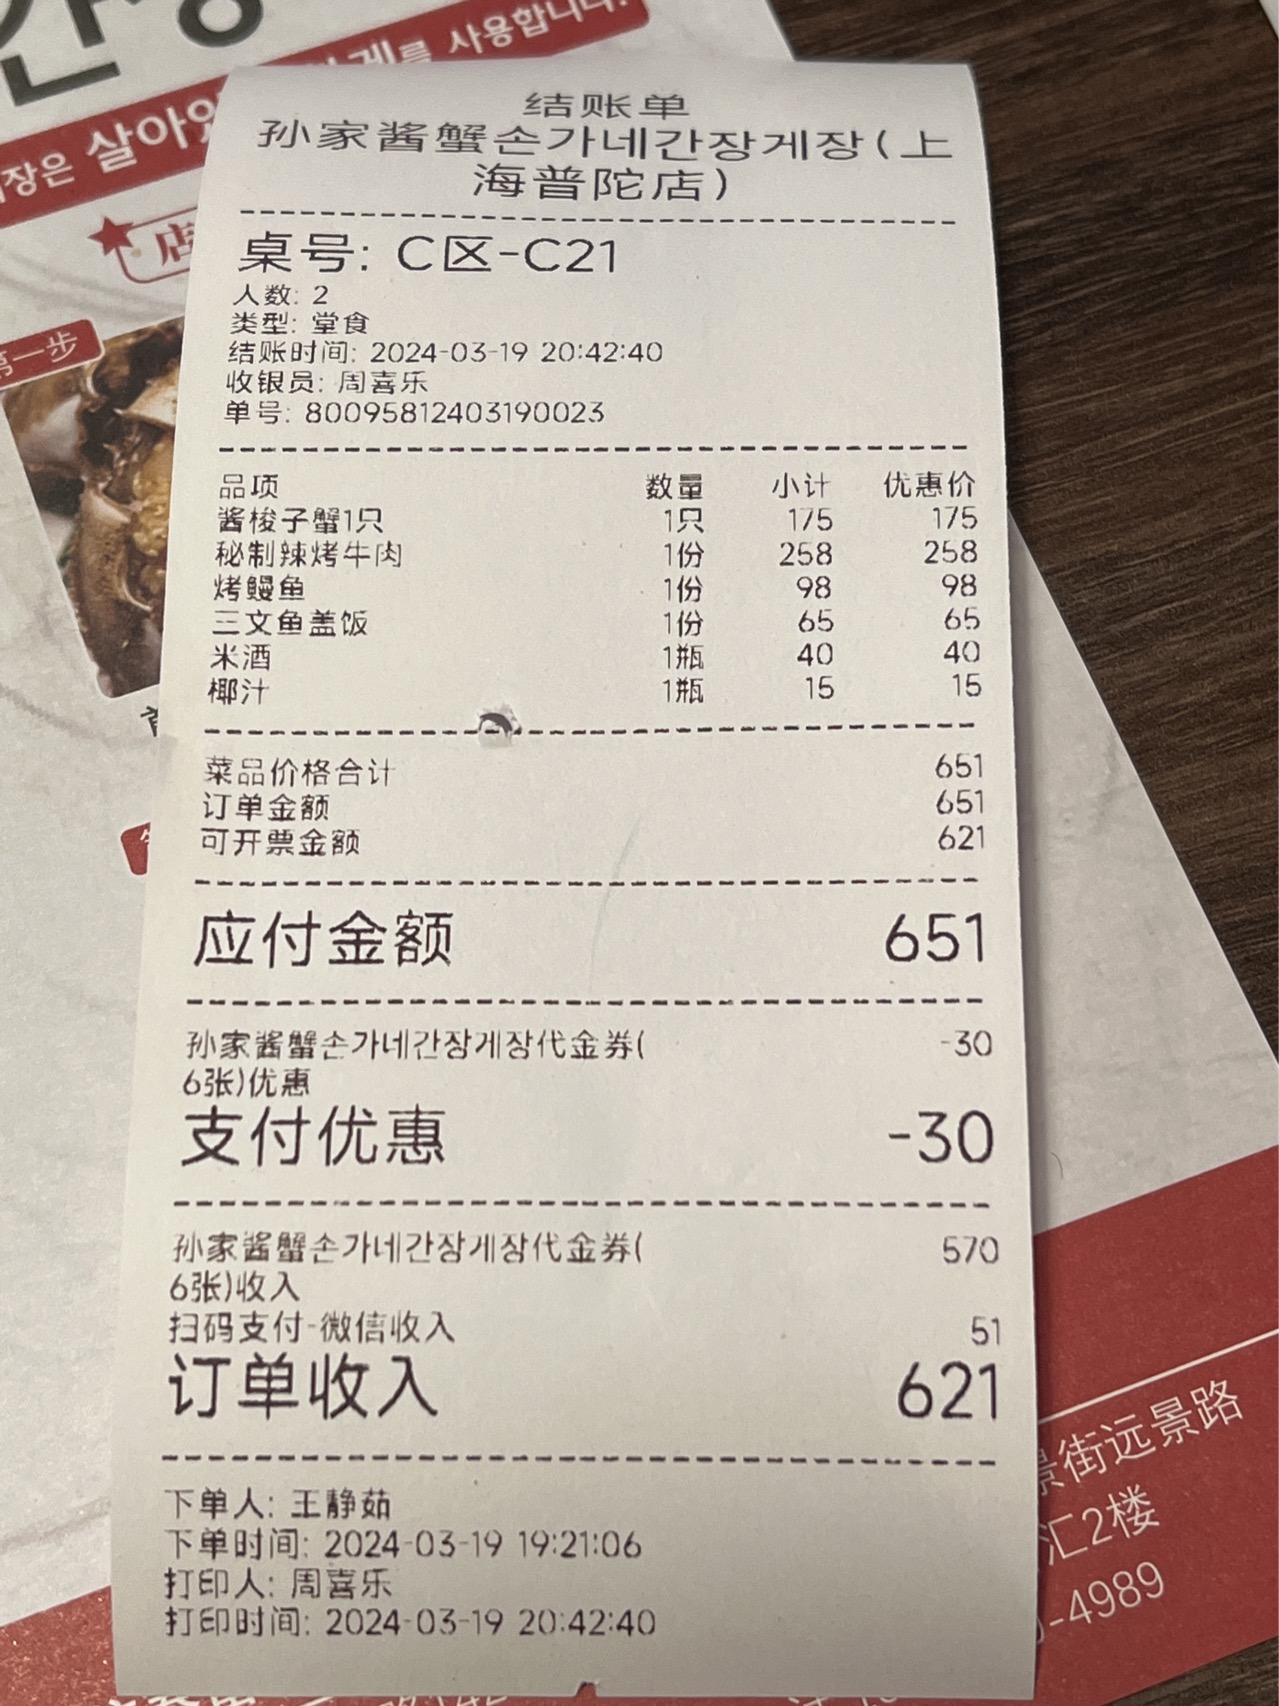 를 사용합니다.
장은 살아있
店
第一步
结账单
孙家酱蟹손가네간장게장(上
海普陀店)
桌号: C区-C21
人数: 2
类型: 堂食
结账时间: 2024-03-19 20:42:40
收银员: 周喜乐
单号: 80095812403190023
品项 数量 小计 优惠价
酱梭子蟹1只 1只 175 175
秘制辣烤牛肉 1份 258 258
烤鳗鱼 1份 98 98
三文鱼盖饭 1份 65 65
米酒 1瓶 40 40
椰汁 1瓶 15 15
菜品价格合计 651
订单金额 651
可开票金额 621
应付金额 651
孙家酱蟹손가네간장게장代金券( -30
6张)优惠
支付优惠 -30
孙家酱蟹손가네간장게장代金券( 570
6张)收入
扫码支付-微信收入 51
订单收入 621
下单人: 王静茹
下单时间: 2024-03-19 19:21:06
打印人: 周喜乐
打印时间: 2024-03-19 20:42:40
景街远景路
汇2楼
-4989